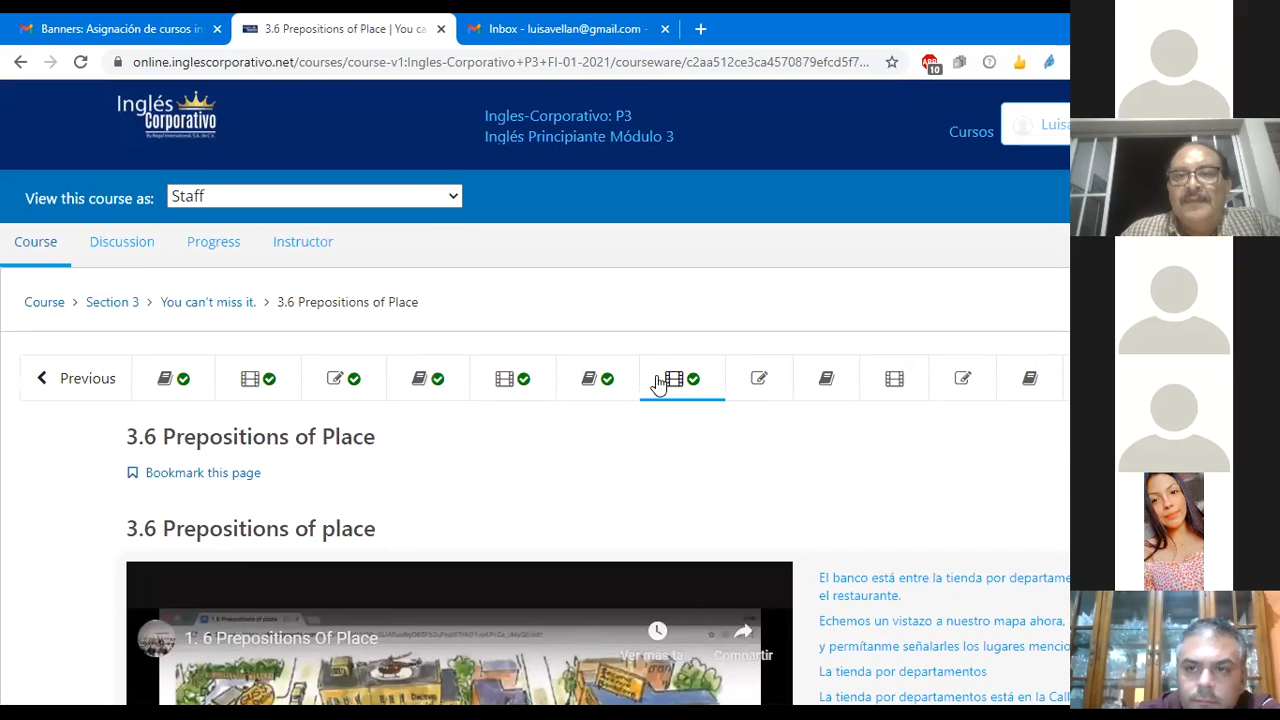 Banners: Asignación de cursos in
3.6 Prepositions of Place | You ca
Inbox - luisavellan@gmail.com -
online.inglescorporativo.net/courses/course-v1:Ingles-Corporativo+P3+FI-01-2021/courseware/c2aa512ce3ca4570879efcd5f7...
ABP
10
Inglés
Corporativo
Ingles-Corporativo: P3
Inglés Principiante Módulo 3
Cursos
Luisa
View this course as:
Staff
Course
Discussion
Progress
Instructor
Course > Section 3 > You can't miss it. > 3.6 Prepositions of Place
Previous
3.6 Prepositions of Place
Bookmark this page
3.6 Prepositions of place
1: 6 Prepositions Of Place
Ver más ta...
Compartir
El banco está entre la tienda por departame
el restaurante.
Echemos un vistazo a nuestro mapa ahora,
y permítanme señalarles los lugares mencio
La tienda por departamentos
La tienda por departamentos está en la Call